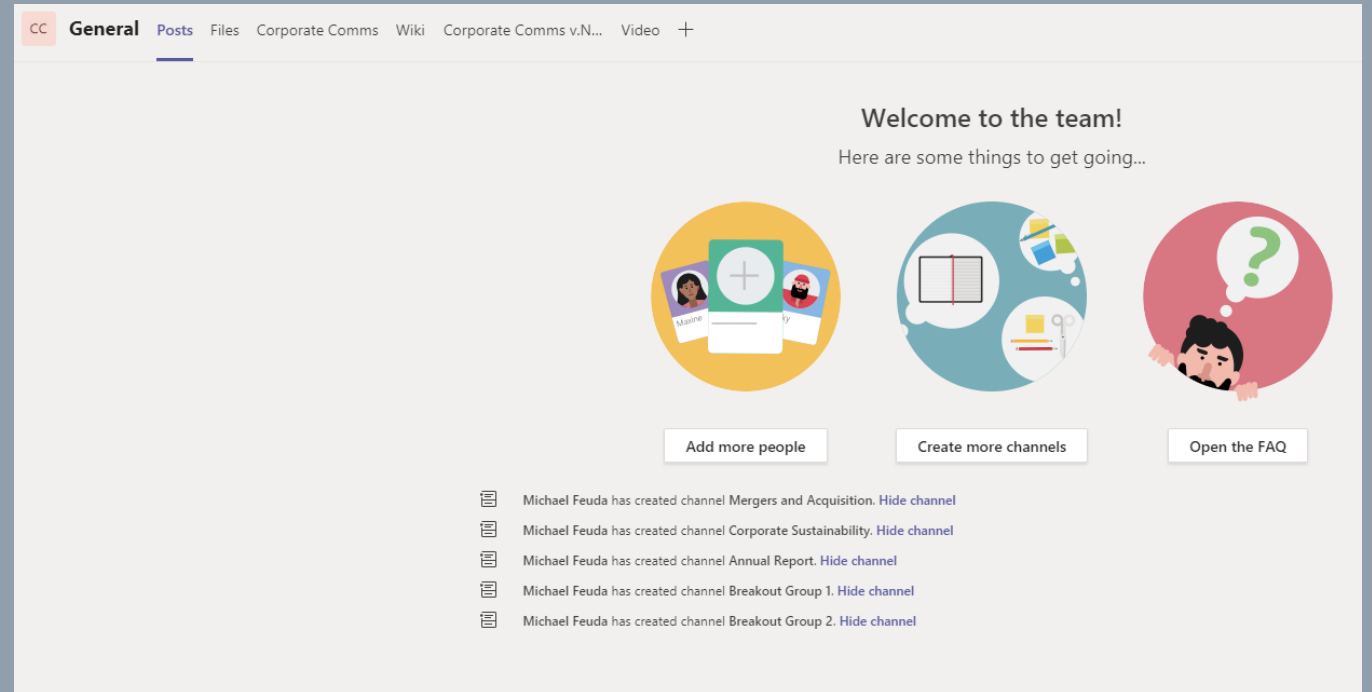 CC General Posts Files Corporate Comms Wiki Corporate Comms v.N... Video
Welcome to the team!
Here are some things to get going...
Maxine
Add more people Create more channels Open the FAQ
Michael Feuda has created channel Mergers and Acquisition. Hide channel
Michael Feuda has created channel Corporate Sustainability. Hide channel
Michael Feuda has created channel Annual Report. Hide channel
Michael Feuda has created channel Breakout Group 1. Hide channel
Michael Feuda has created channel Breakout Group 2. Hide channel